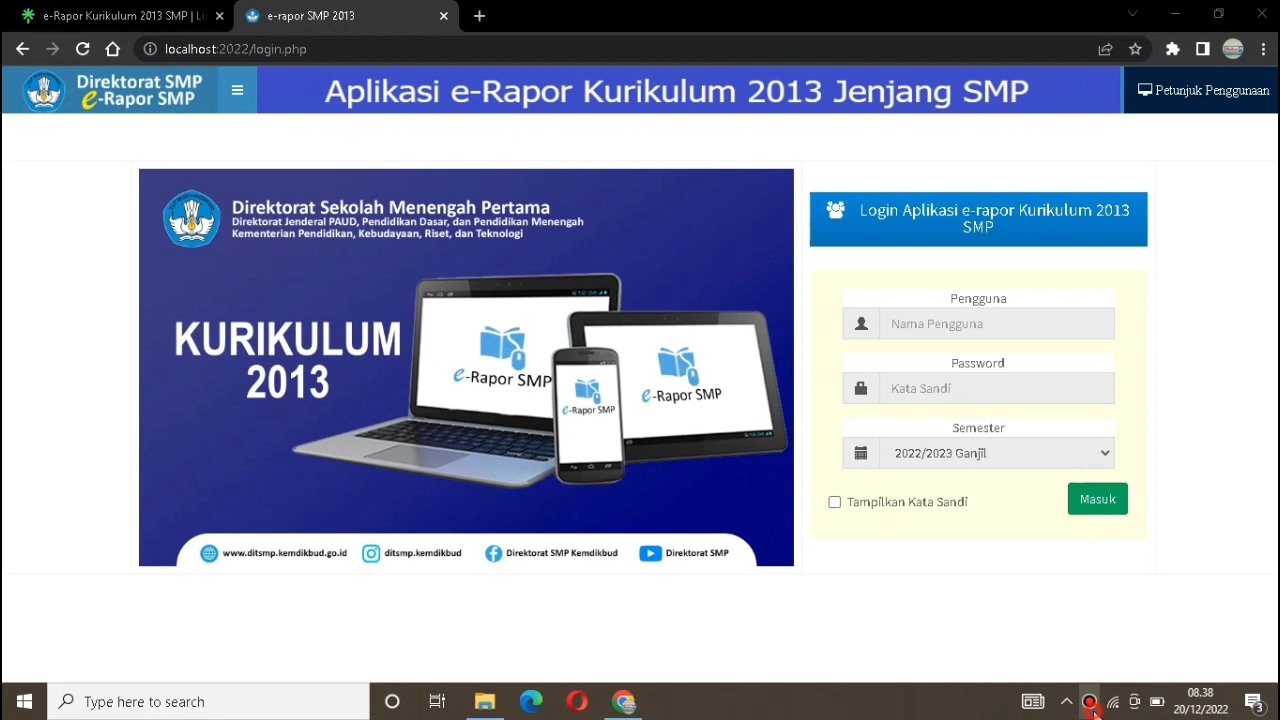 e-Rapor Kurikulum 2013 SMP | Li
e-rapor SMP 2013
localhost:2022/login.php
Direktorat SMP
e-Rapor SMP
Aplikasi e-Rapor Kurikulum 2013 Jenjang SMP
Petunjuk Penggunaan
Direktorat Sekolah Menengah Pertama
Direktorat Jenderal PAUD, Pendidikan Dasar, dan Pendidikan Menengah
Kementerian Pendidikan, Kebudayaan, Riset, dan Teknologi
KURIKULUM
2013
e-Rapor SMP
e-Rapor SMP
e-Rapor SMP
www.ditsmp.kemdikbud.go.id
ditsmp.kemdikbud
Direktorat SMP Kemdikbud
Direktorat SMP
Login Aplikasi e-rapor Kurikulum 2013
SMP
Pengguna
Nama Pengguna
Password
Kata Sandi
Semester
2022/2023 Ganjil
Tampilkan Kata Sandi
Masuk
Type here to search
08.38
20/12/2022
3